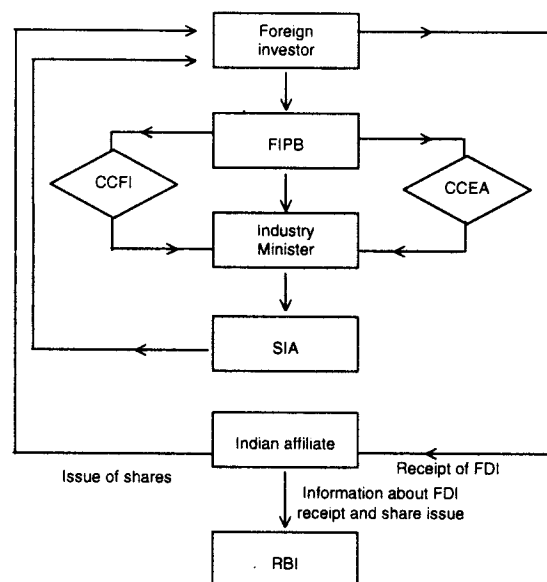 Foreign
investor
FIPB
CCFI
CCEA
Industry
Minister
SIA
Indian affiliate
Issue of shares
Receipt of FDI
Information about FDI
receipt and share issue
RBI